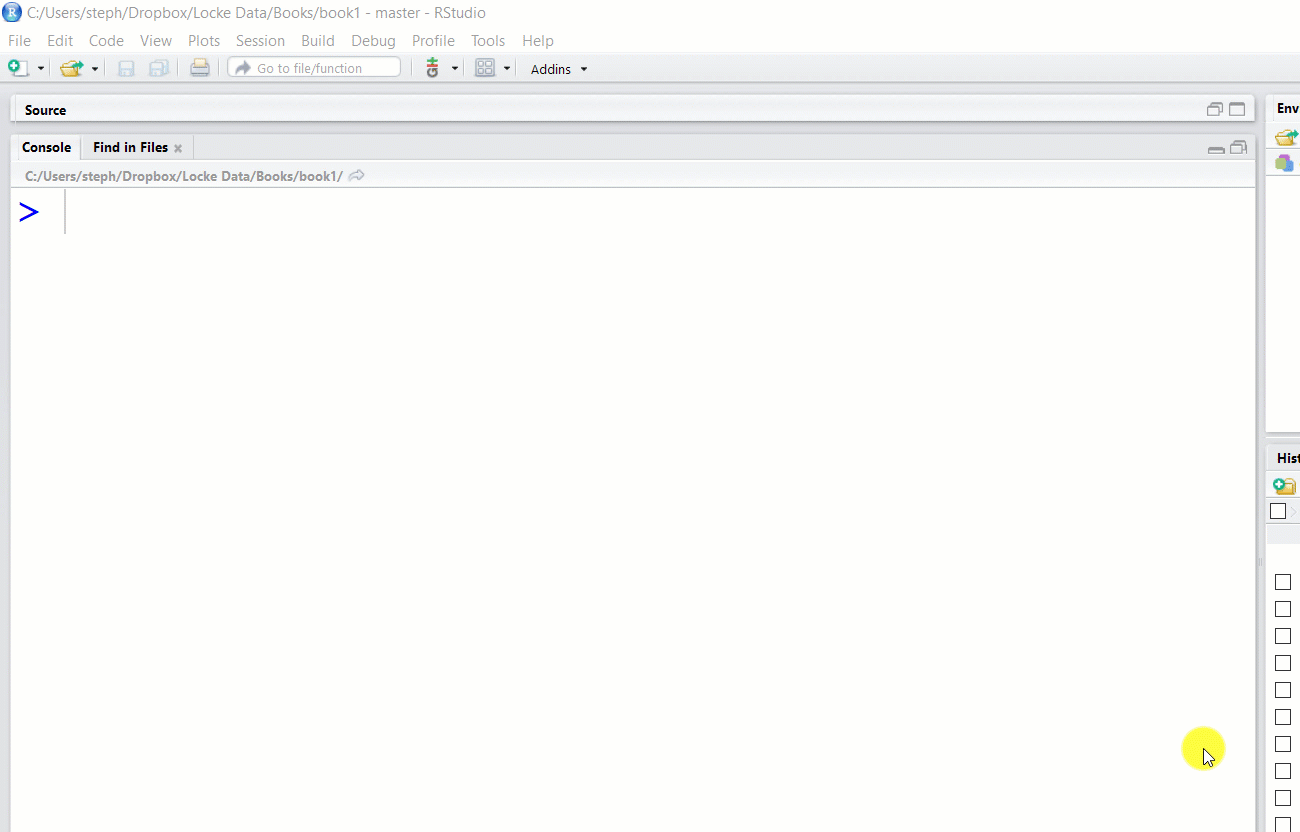 C:/Users/steph/Dropbox/Locke Data/Books/book1 - master - RStudio
File Edit Code View Plots Session Build Debug Profile Tools Help
Go to file/function Addins
Source
Env
Console Find in Files
C:/Users/steph/Dropbox/Locke Data/Books/book1/
>
Hist